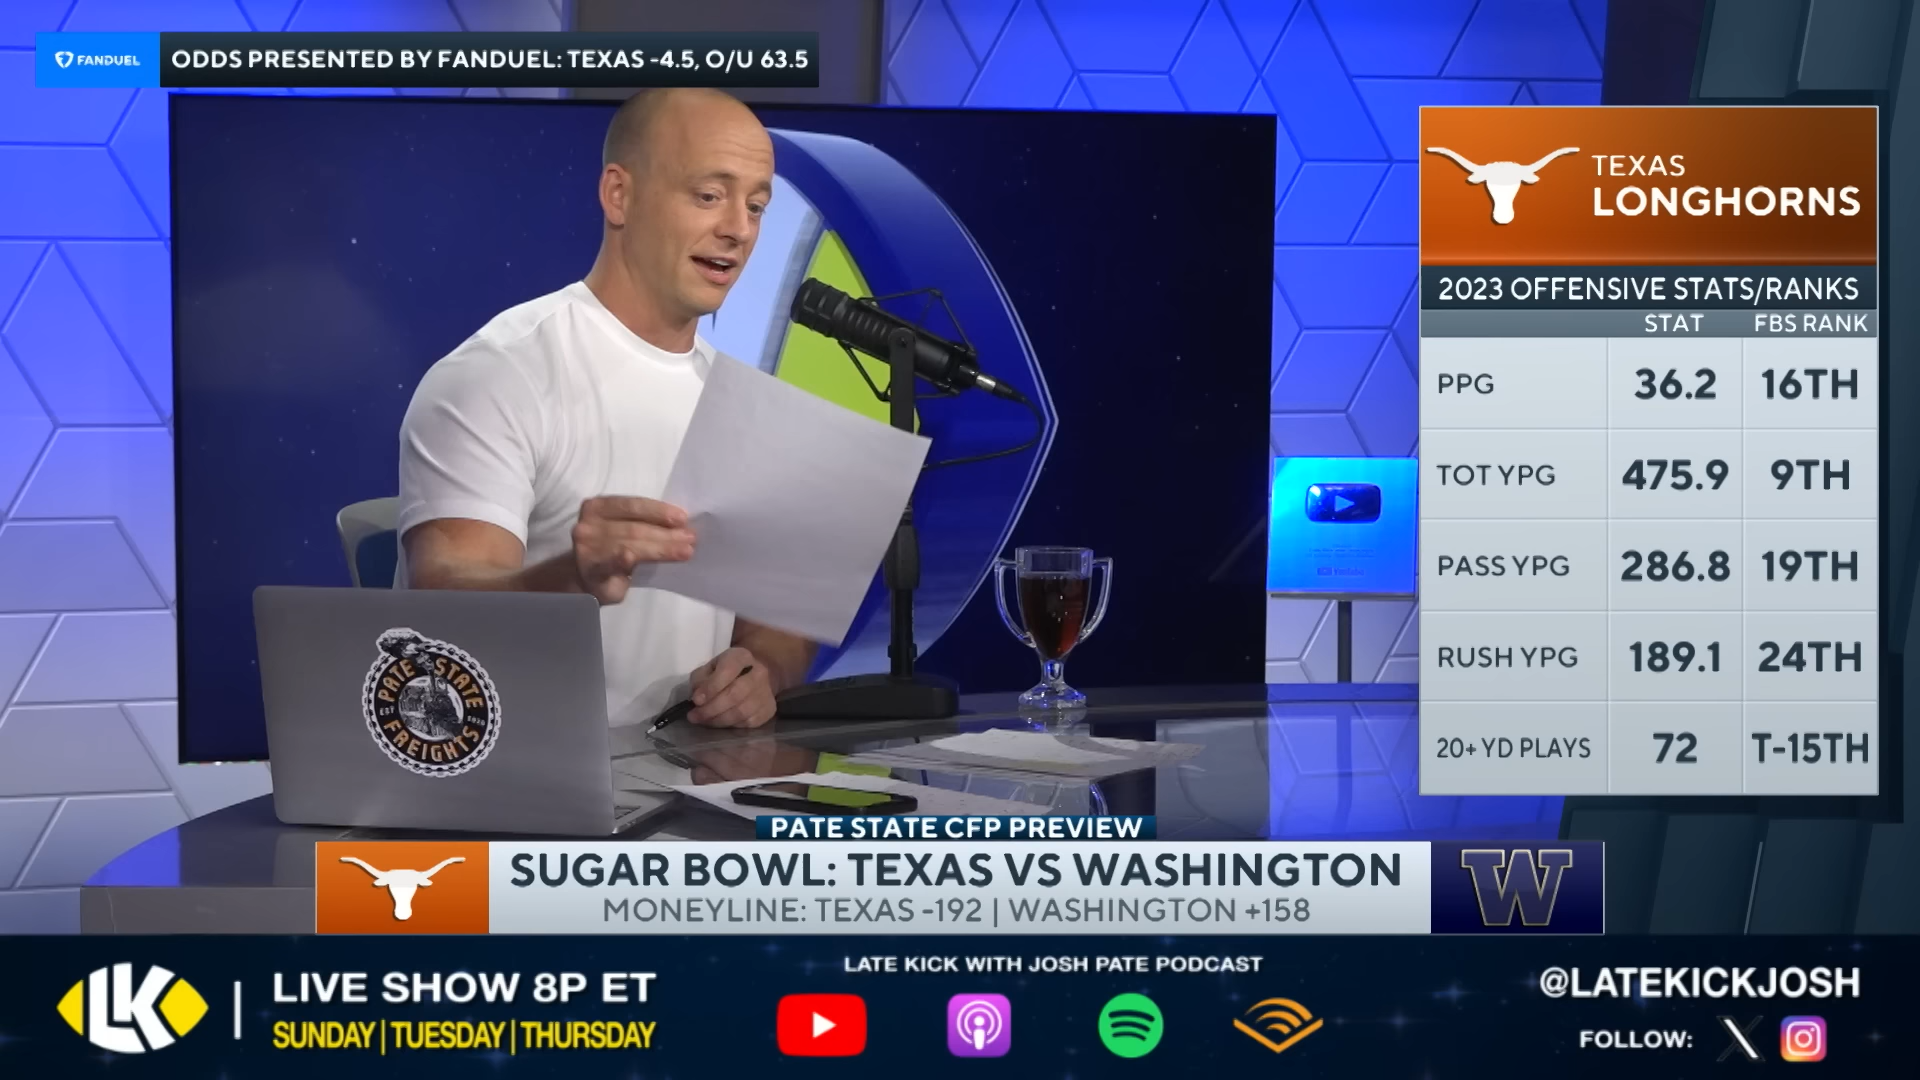 FANDUEL
ODDS PRESENTED BY FANDUEL: TEXAS -4.5, O/U 63.5
TEXAS
LONGHORNS
2023 OFFENSIVE STATS/RANKS
STAT FBS RANK
PPG 36.2 16TH
TOT YPG 475.9 9TH
PASS YPG 286.8 19TH
RUSH YPG 189.1 24TH
20+ YD PLAYS 72 T-15TH
PATE STATE
EST 2020
FREIGHTS
PATE STATE CFP PREVIEW
SUGAR BOWL: TEXAS VS WASHINGTON
MONEYLINE: TEXAS -192 | WASHINGTON +158
W
LK
LIVE SHOW 8P ET
SUNDAY | TUESDAY | THURSDAY
LATE KICK WITH JOSH PATE PODCAST
@LATEKICKJOSH
FOLLOW: X